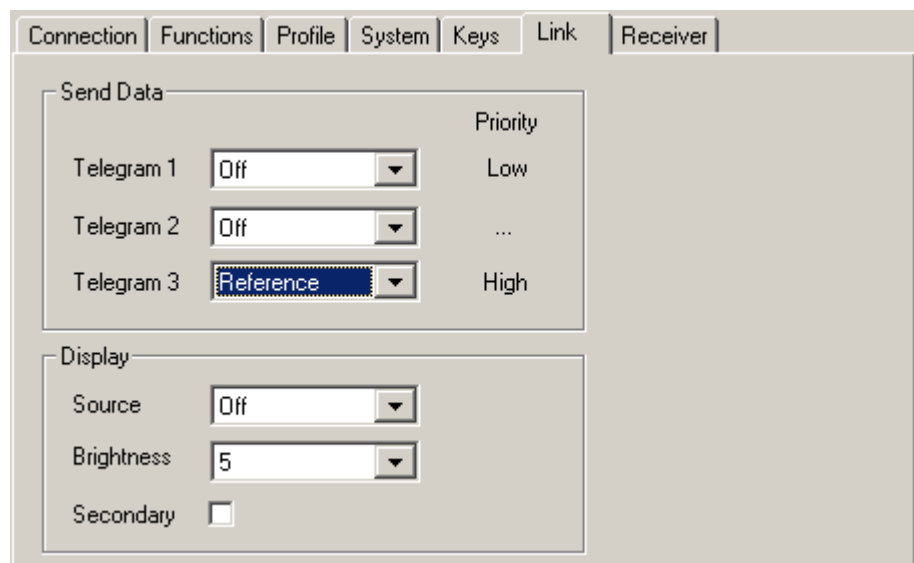 Connection Functions Profile System Keys Link Receiver
Send Data
Priority
Telegram 1 Off Low
Telegram 2 Off ...
Telegram 3 Reference High
Display
Source Off
Brightness 5
Secondary